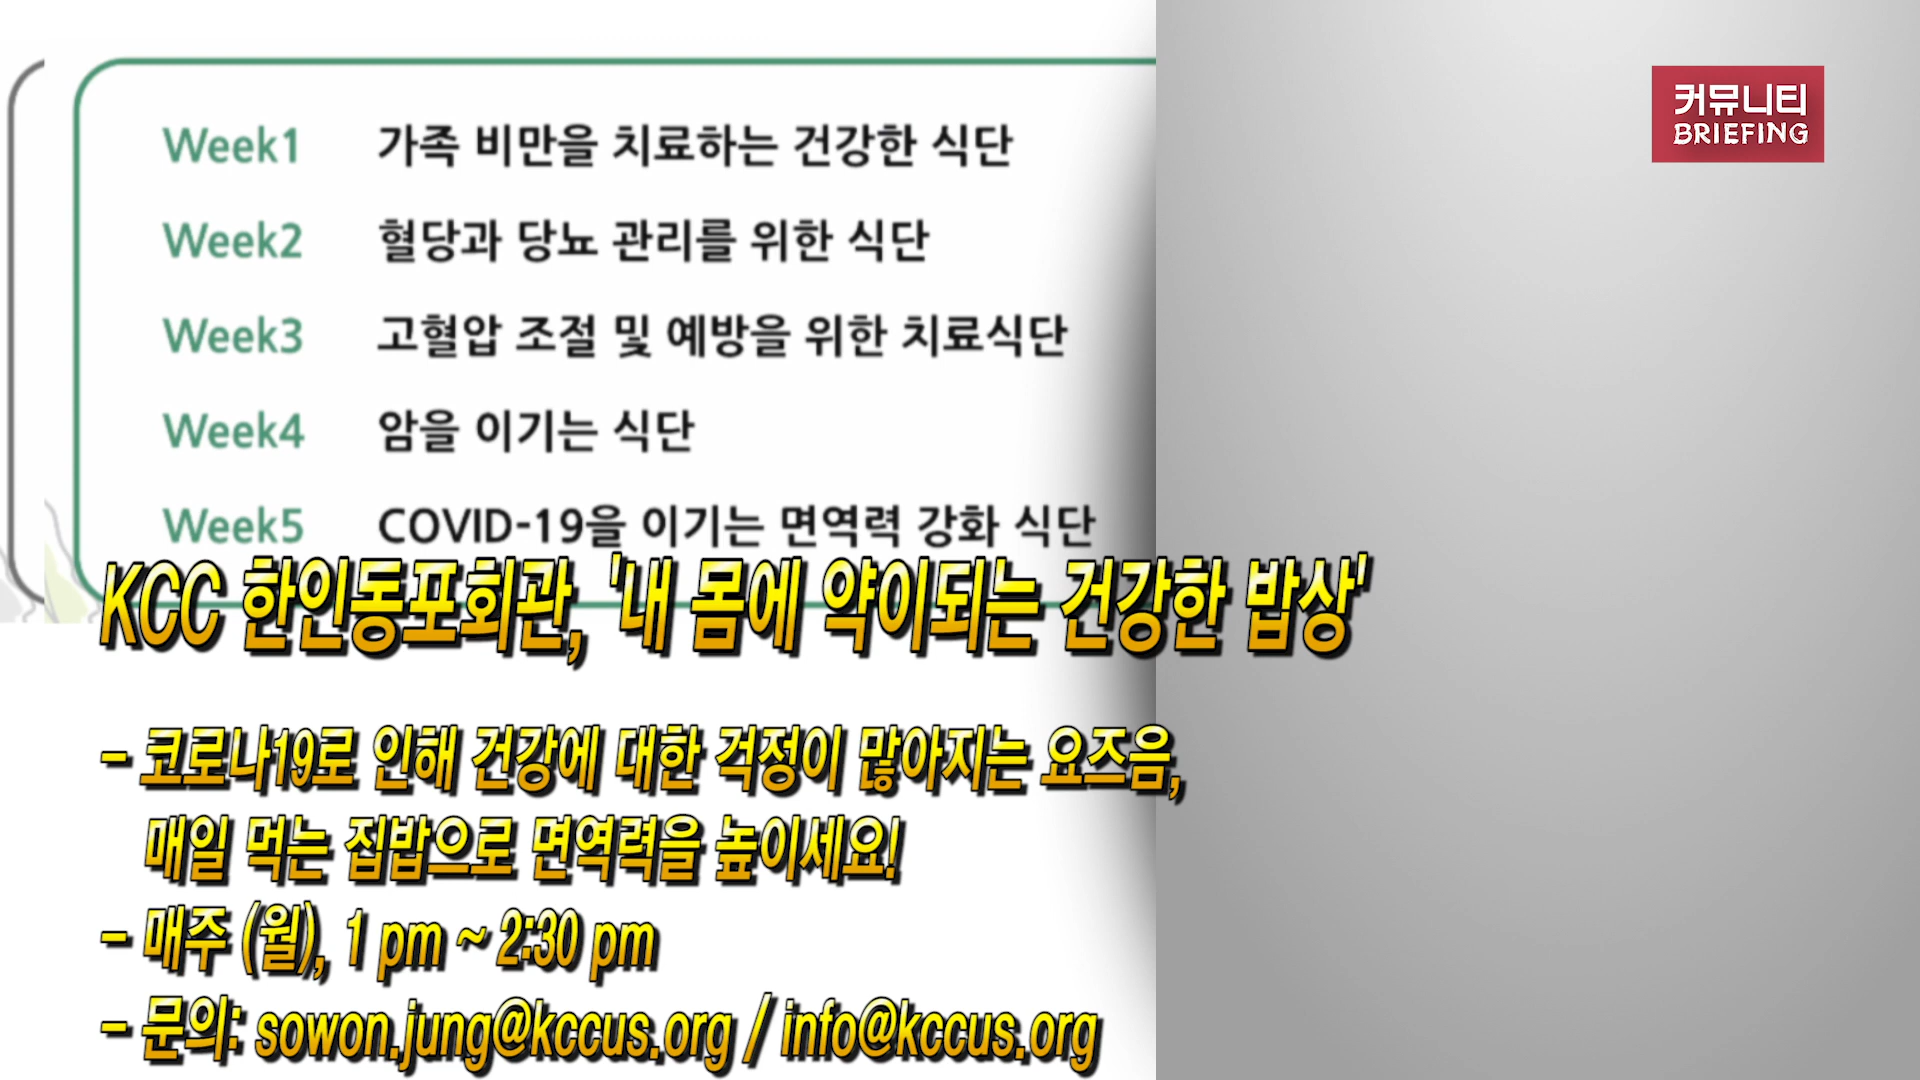 커뮤니티
BRIEFING
Week1 가족 비만을 치료하는 건강한 식단
Week2 혈당과 당뇨 관리를 위한 식단
Week3 고혈압 조절 및 예방을 위한 치료식단
Week4 암을 이기는 식단
Week5 COVID-19을 이기는 면역력 강화 식단
KCC 한인동포회관, '내 몸에 약이되는 건강한 밥상'
- 코로나19로 인해 건강에 대한 걱정이 많아지는 요즈음,
매일 먹는 집밥으로 면역력을 높이세요!
- 매주 (월), 1 pm ~ 2:30 pm
- 문의: sowon.jung@kccus.org / info@kccus.org